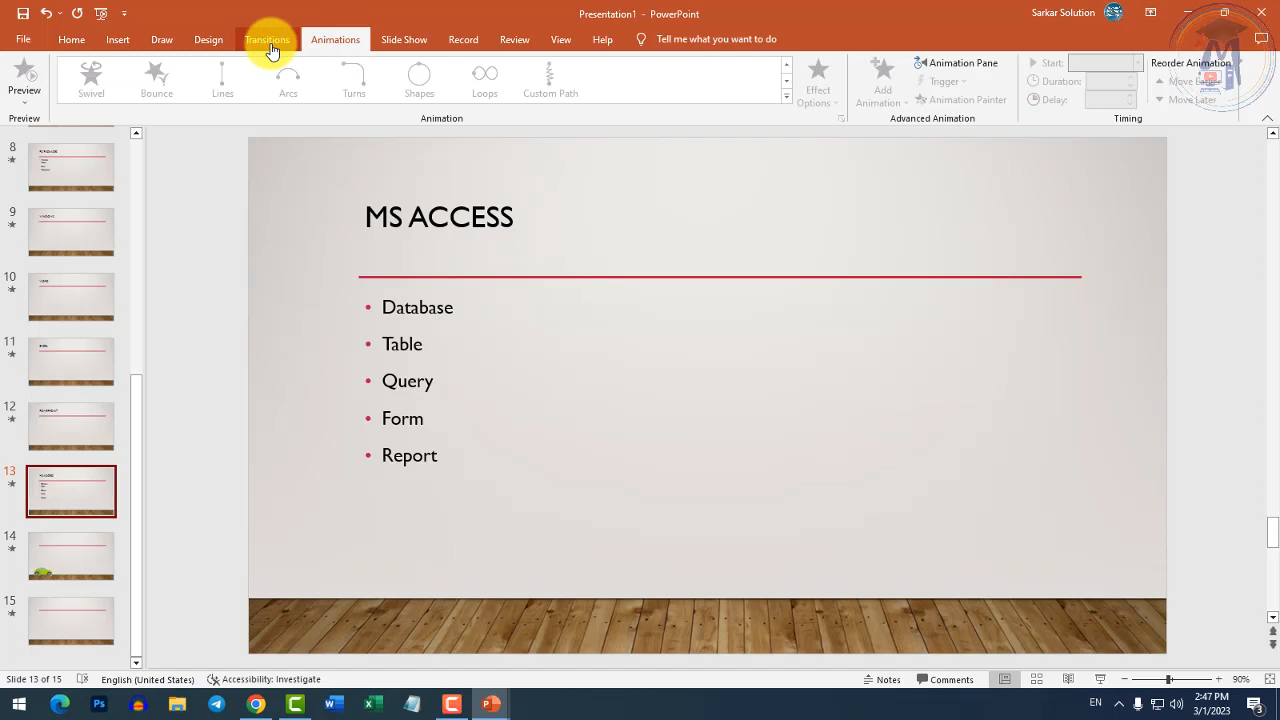 Presentation1 - PowerPoint
Sarkar Solution
File Home Insert Draw Design Transitions Animations Slide Show Record Review View Help Tell me what you want to do
Preview
Swivel Bounce Lines Arcs Turns Shapes Loops Custom Path
Effect Options
Add Animation
Animation Pane
Trigger
Animation Painter
Start:
Duration:
Delay:
Reorder Animation
Move Earlier
Move Later
Preview Animation Advanced Animation Timing
8
9
10
11
12
13
14
15
MS ACCESS
• Database
• Table
• Query
• Form
• Report
Slide 13 of 15 English (United States) Accessibility: Investigate Notes Comments 90%
EN 2:47 PM
3/1/2023